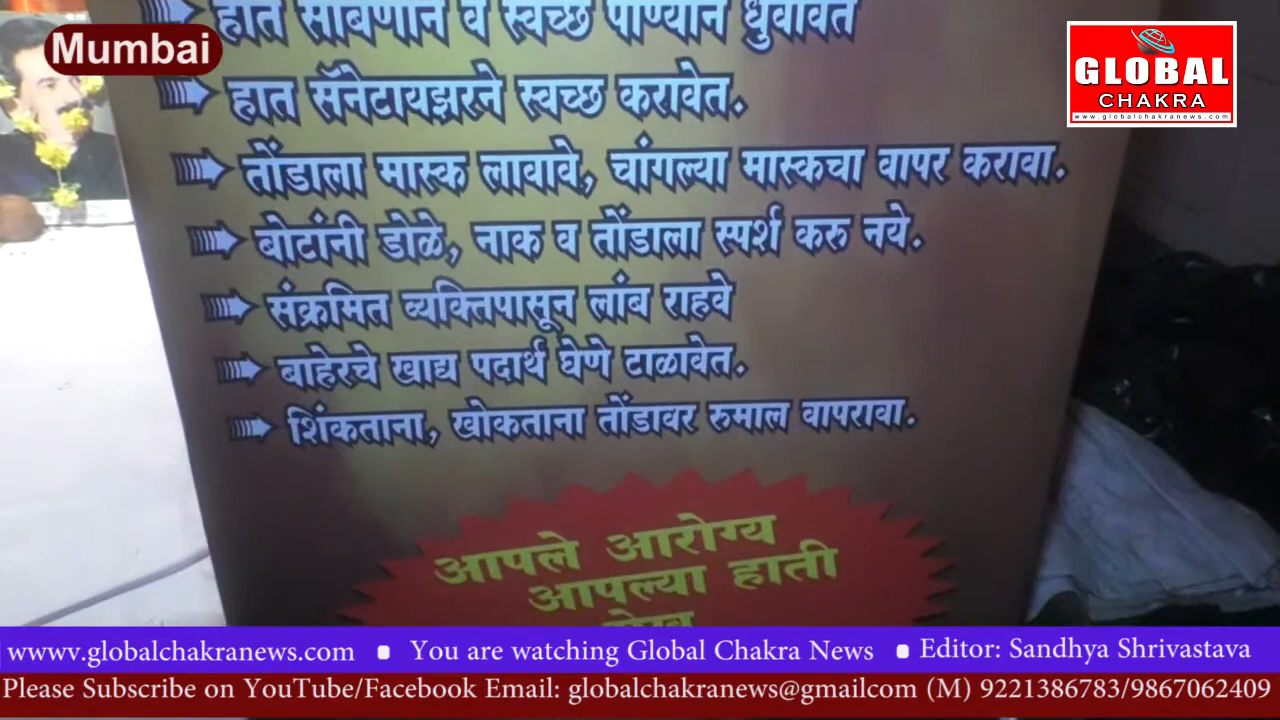 हात साबणाने व स्वच्छ पाण्याने धुवावेत
Mumbai
GLOBAL
CHAKRA
www.globalchakranews.com
हात सॅनेटायझरने स्वच्छ करावेत.
तोंडाला मास्क लावावे, चांगल्या मास्कचा वापर करावा.
बोटांनी डोळे, नाक व तोंडाला स्पर्श करु नये.
संक्रमित व्यक्तिपासून लांब राहवे
बाहेरचे खाद्य पदार्थ घेणे टाळावेत.
शिंकताना, खोकताना तोंडावर रुमाल वापरावा.
आपले आरोग्य
आपल्या हाती
wwwv.globalchakranews.com ▪ You are watching Global Chakra News ▪ Editor: Sandhya Shrivastava
Please Subscribe on YouTube/Facebook Email: globalchakranews@gmailcom (M) 9221386783/9867062409